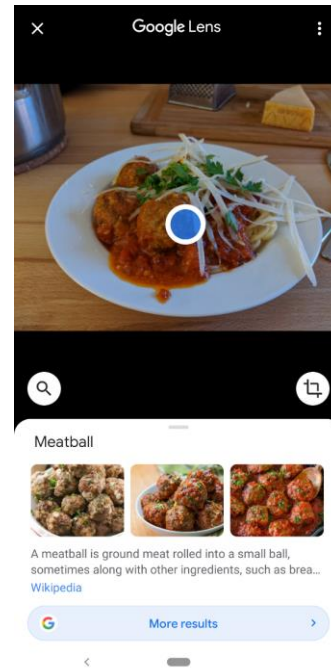 Google Lens
Meatball
A meatball is ground meat rolled into a small ball,
sometimes along with other ingredients, such as brea...
Wikipedia
G
More results